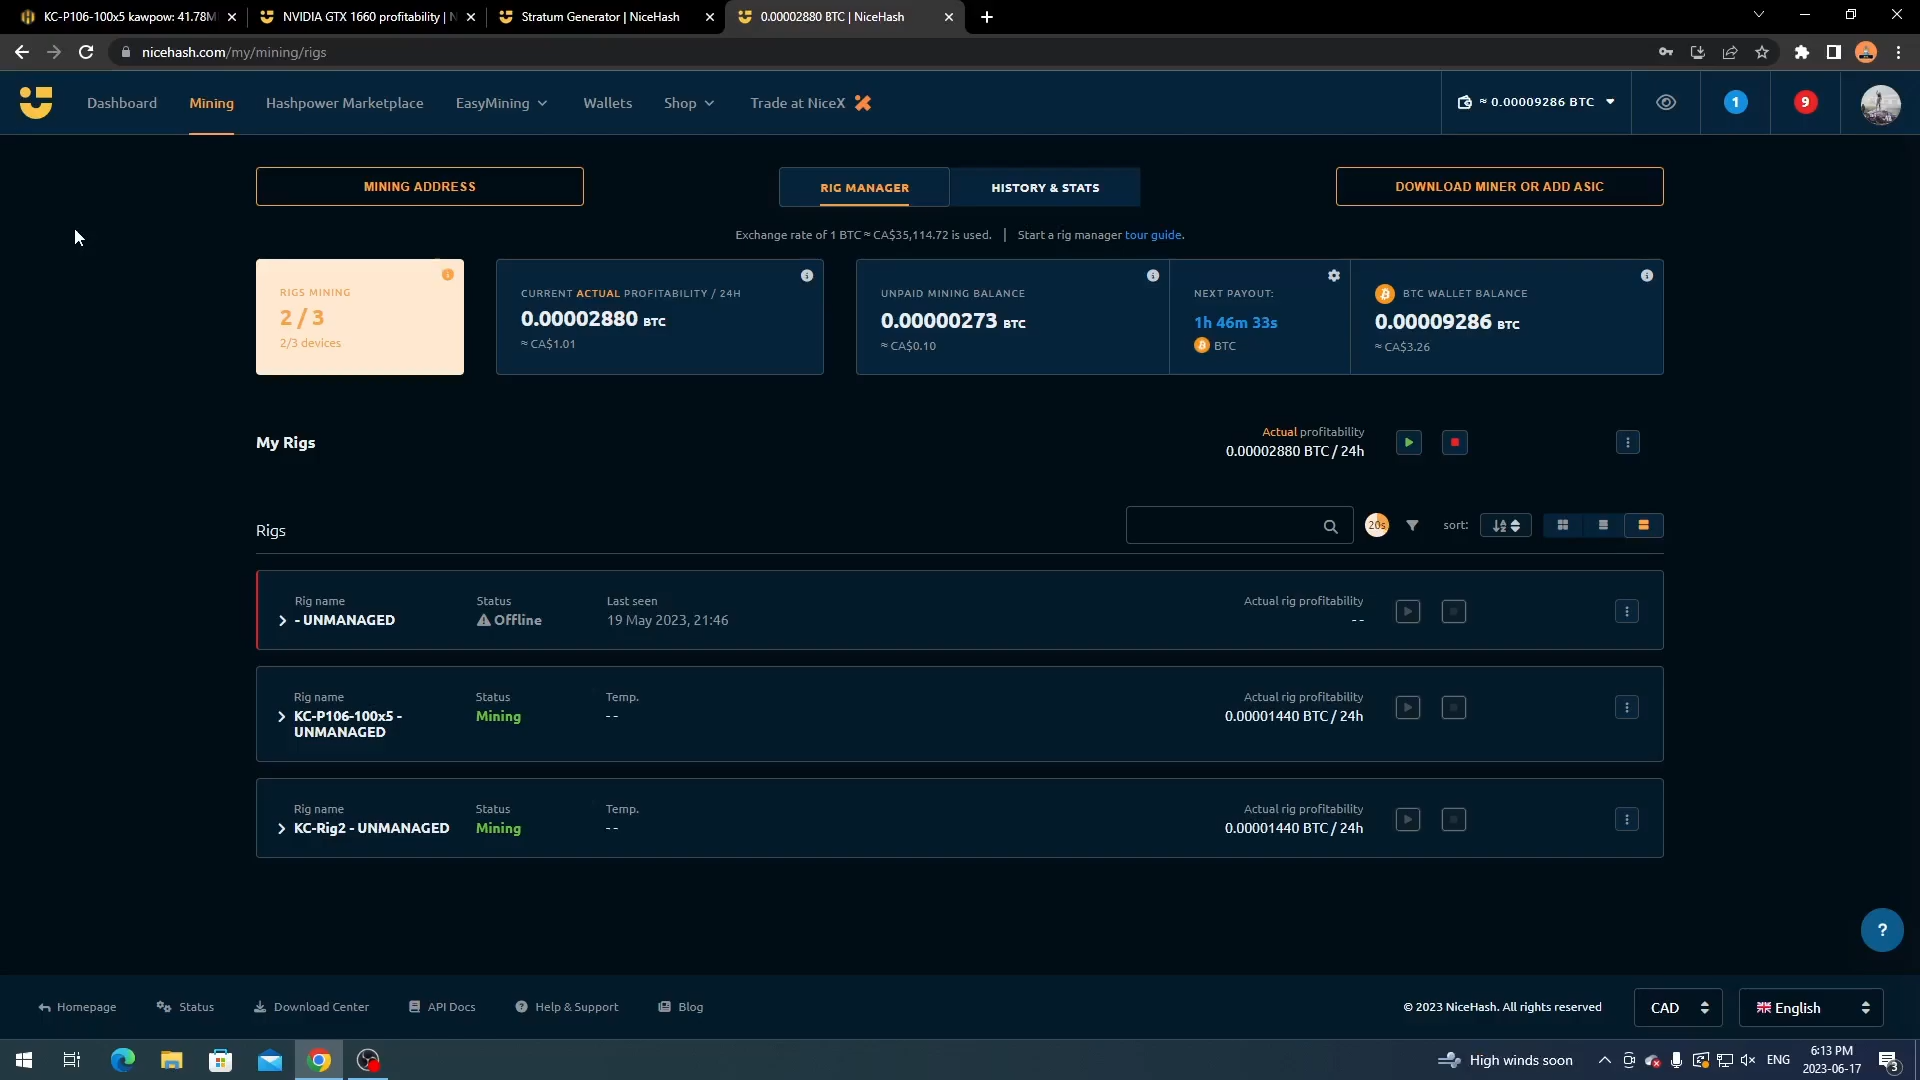 KC-P106-100x5 kawpow: 41.78M
NVIDIA GTX 1660 profitability | N
Stratum Generator | NiceHash
0.00002880 BTC | NiceHash
nicehash.com/my/mining/rigs
Dashboard
Mining
Hashpower Marketplace
EasyMining
Wallets
Shop
Trade at NiceX
≈ 0.00009286 BTC
1
9
MINING ADDRESS
RIG MANAGER
HISTORY & STATS
DOWNLOAD MINER OR ADD ASIC
Exchange rate of 1 BTC ≈ CA$35,114.72 is used. | Start a rig manager tour guide.
RIGS MINING
2 / 3
2/3 devices
CURRENT ACTUAL PROFITABILITY / 24H
0.00002880 BTC
≈ CA$1.01
UNPAID MINING BALANCE
0.00000273 BTC
≈ CA$0.10
NEXT PAYOUT:
1h 46m 33s
BTC
BTC WALLET BALANCE
0.00009286 BTC
≈ CA$3.26
My Rigs
Actual profitability
0.00002880 BTC / 24h
Rigs
20s
sort:
Rig name
- UNMANAGED
Status
Offline
Last seen
19 May 2023, 21:46
Actual rig profitability
--
Rig name
KC-P106-100x5 -
UNMANAGED
Status
Mining
Temp.
--
Actual rig profitability
0.00001440 BTC / 24h
Rig name
KC-Rig2 - UNMANAGED
Status
Mining
Temp.
--
Actual rig profitability
0.00001440 BTC / 24h
?
Homepage
Status
Download Center
API Docs
Help & Support
Blog
© 2023 NiceHash. All rights reserved
CAD
English
High winds soon
ENG
6:13 PM
2023-06-17
3